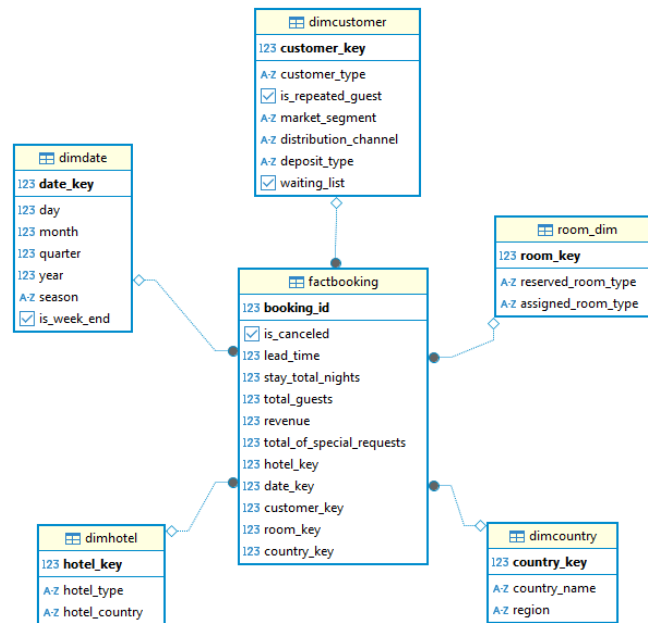 dimcustomer
123 customer_key
A-Z customer_type
is_repeated_guest
A-Z market_segment
A-Z distribution_channel
A-Z deposit_type
waiting_list
dimdate
123 date_key
123 day
123 month
123 quarter
123 year
A-Z season
is_week_end
room_dim
123 room_key
A-Z reserved_room_type
A-Z assigned_room_type
factbooking
123 booking_id
is_canceled
123 lead_time
123 stay_total_nights
123 total_guests
123 revenue
123 total_of_special_requests
123 hotel_key
123 date_key
123 customer_key
123 room_key
123 country_key
dimhotel
123 hotel_key
A-Z hotel_type
A-Z hotel_country
dimcountry
123 country_key
A-Z country_name
A-Z region